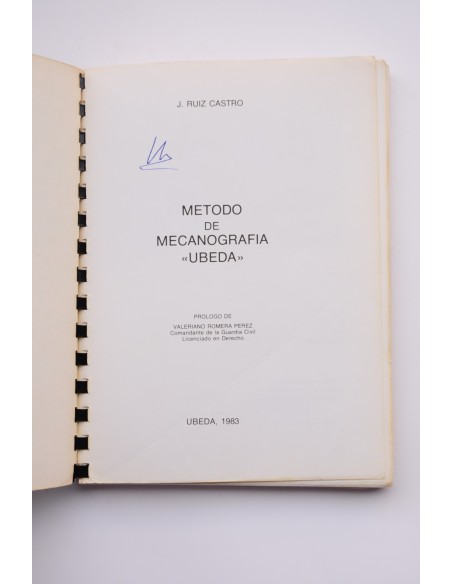 J. RUIZ CASTRO
METODO
DE
MECANOGRAFIA
«UBEDA»
PROLOGO DE
VALERIANO ROMERA PEREZ
Comandante de la Guardia Civil
Licenciado en Derecho
UBEDA, 1983